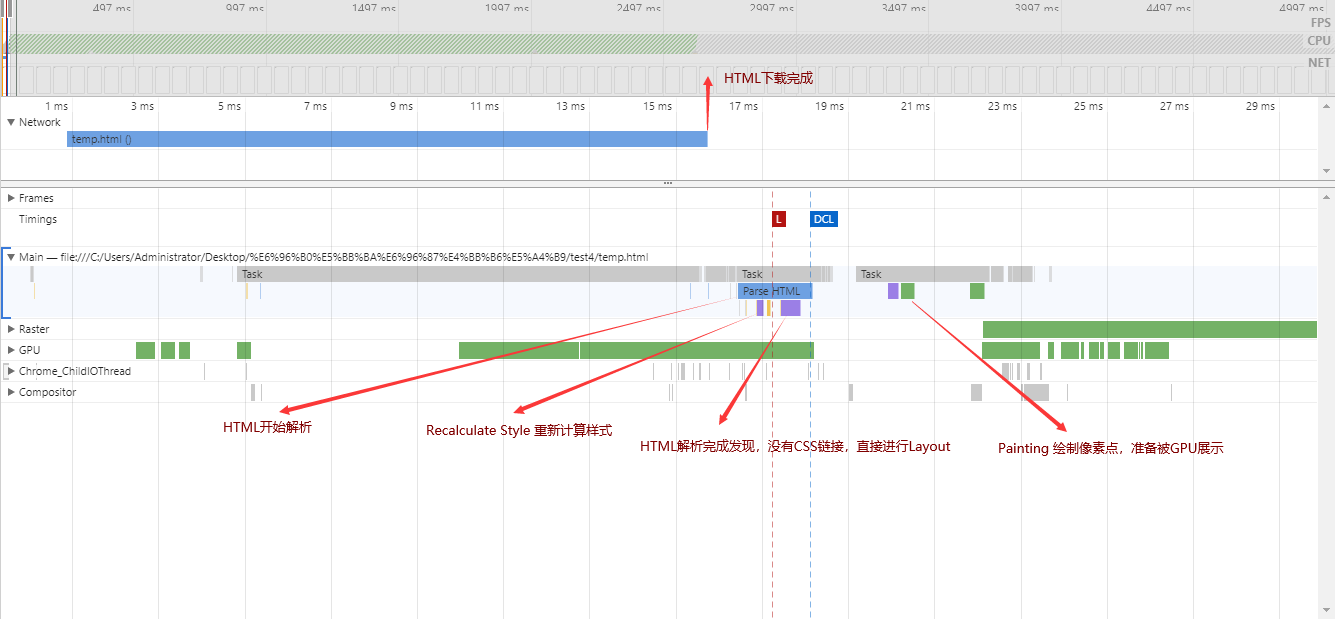 497 ms 997 ms 1497 ms 1997 ms 2497 ms 2997 ms 3497 ms 3997 ms 4497 ms 4997 ms
FPS
CPU
NET
HTML下载完成
1 ms 3 ms 5 ms 7 ms 9 ms 11 ms 13 ms 15 ms 17 ms 19 ms 21 ms 23 ms 25 ms 27 ms 29 ms
Network
temp.html ()
Frames
Timings
L DCL
Main — file:///C:/Users/Administrator/Desktop/%E6%96%B0%E5%BB%BA%E6%96%87%E4%BB%B6%E5%A4%B9/test4/temp.html
Task Task Task
Parse HTML
Raster
GPU
Chrome_ChildIOThread
Compositor
HTML开始解析
Recalculate Style 重新计算样式
HTML解析完成发现，没有CSS链接，直接进行Layout
Painting 绘制像素点，准备被GPU展示